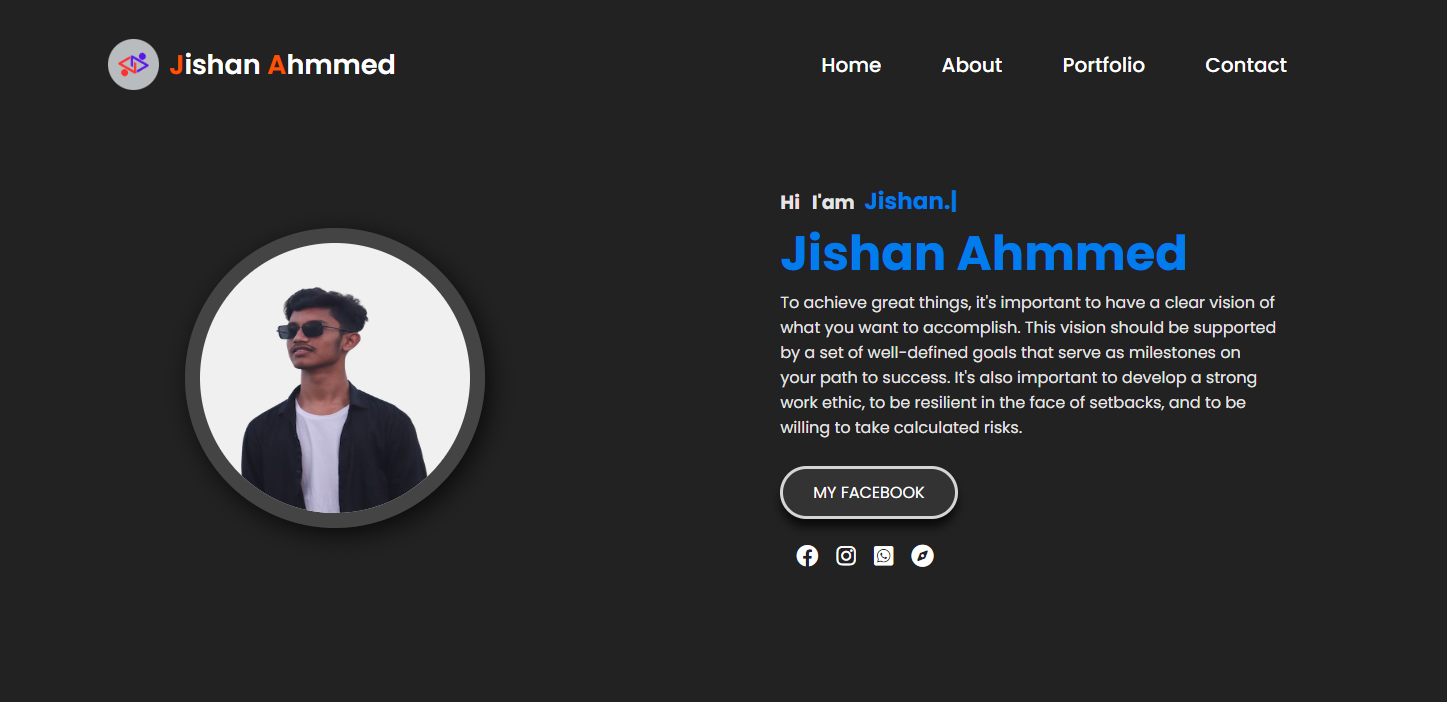 Jishan Ahmmed
Home About Portfolio Contact
Hi I'am Jishan.|
Jishan Ahmmed
To achieve great things, it's important to have a clear vision of
what you want to accomplish. This vision should be supported
by a set of well-defined goals that serve as milestones on
your path to success. It's also important to develop a strong
work ethic, to be resilient in the face of setbacks, and to be
willing to take calculated risks.
MY FACEBOOK